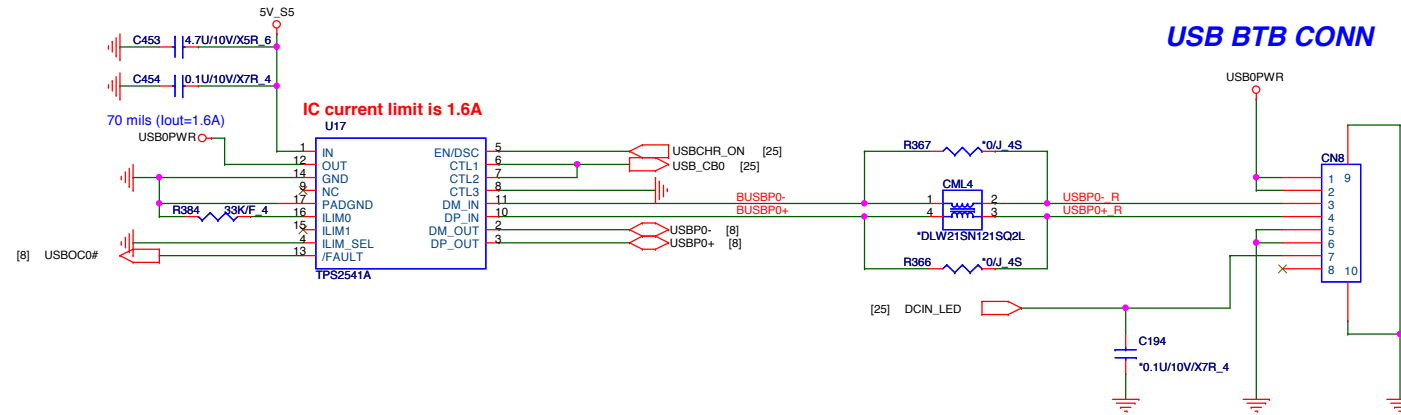 5V_S5
C453 4.7U/10V/X5R_6
USB BTB CONN
C454 0.1U/10V/X7R_4
USB0PWR
IC current limit is 1.6A
70 mils (Iout=1.6A)
U17
USB0PWR
1 IN EN/DSC 5 USBCHR_ON [25]
12 OUT CTL1 6 USB_CB0 [25]
14 GND CTL2 7
9 NC CTL3 8
17 PADGND DM_IN 11 BUSBP0-
R384 33K/F_4 16 ILIM0 DP_IN 10 BUSBP0+
15 ILIM1 DM_OUT 2 USBP0- [8]
4 ILIM_SEL DP_OUT 3 USBP0+ [8]
[8] USBOC0# 13 /FAULT
TPS2541A
R367 *0/J_4S
CML4
1 2 USBP0-_R
4 3 USBP0+_R
*DLW21SN121SQ2L
R366 *0/J_4S
CN8
1 9
2
3
4
5
6
7
8 10
[25] DCIN_LED
C194
*0.1U/10V/X7R_4